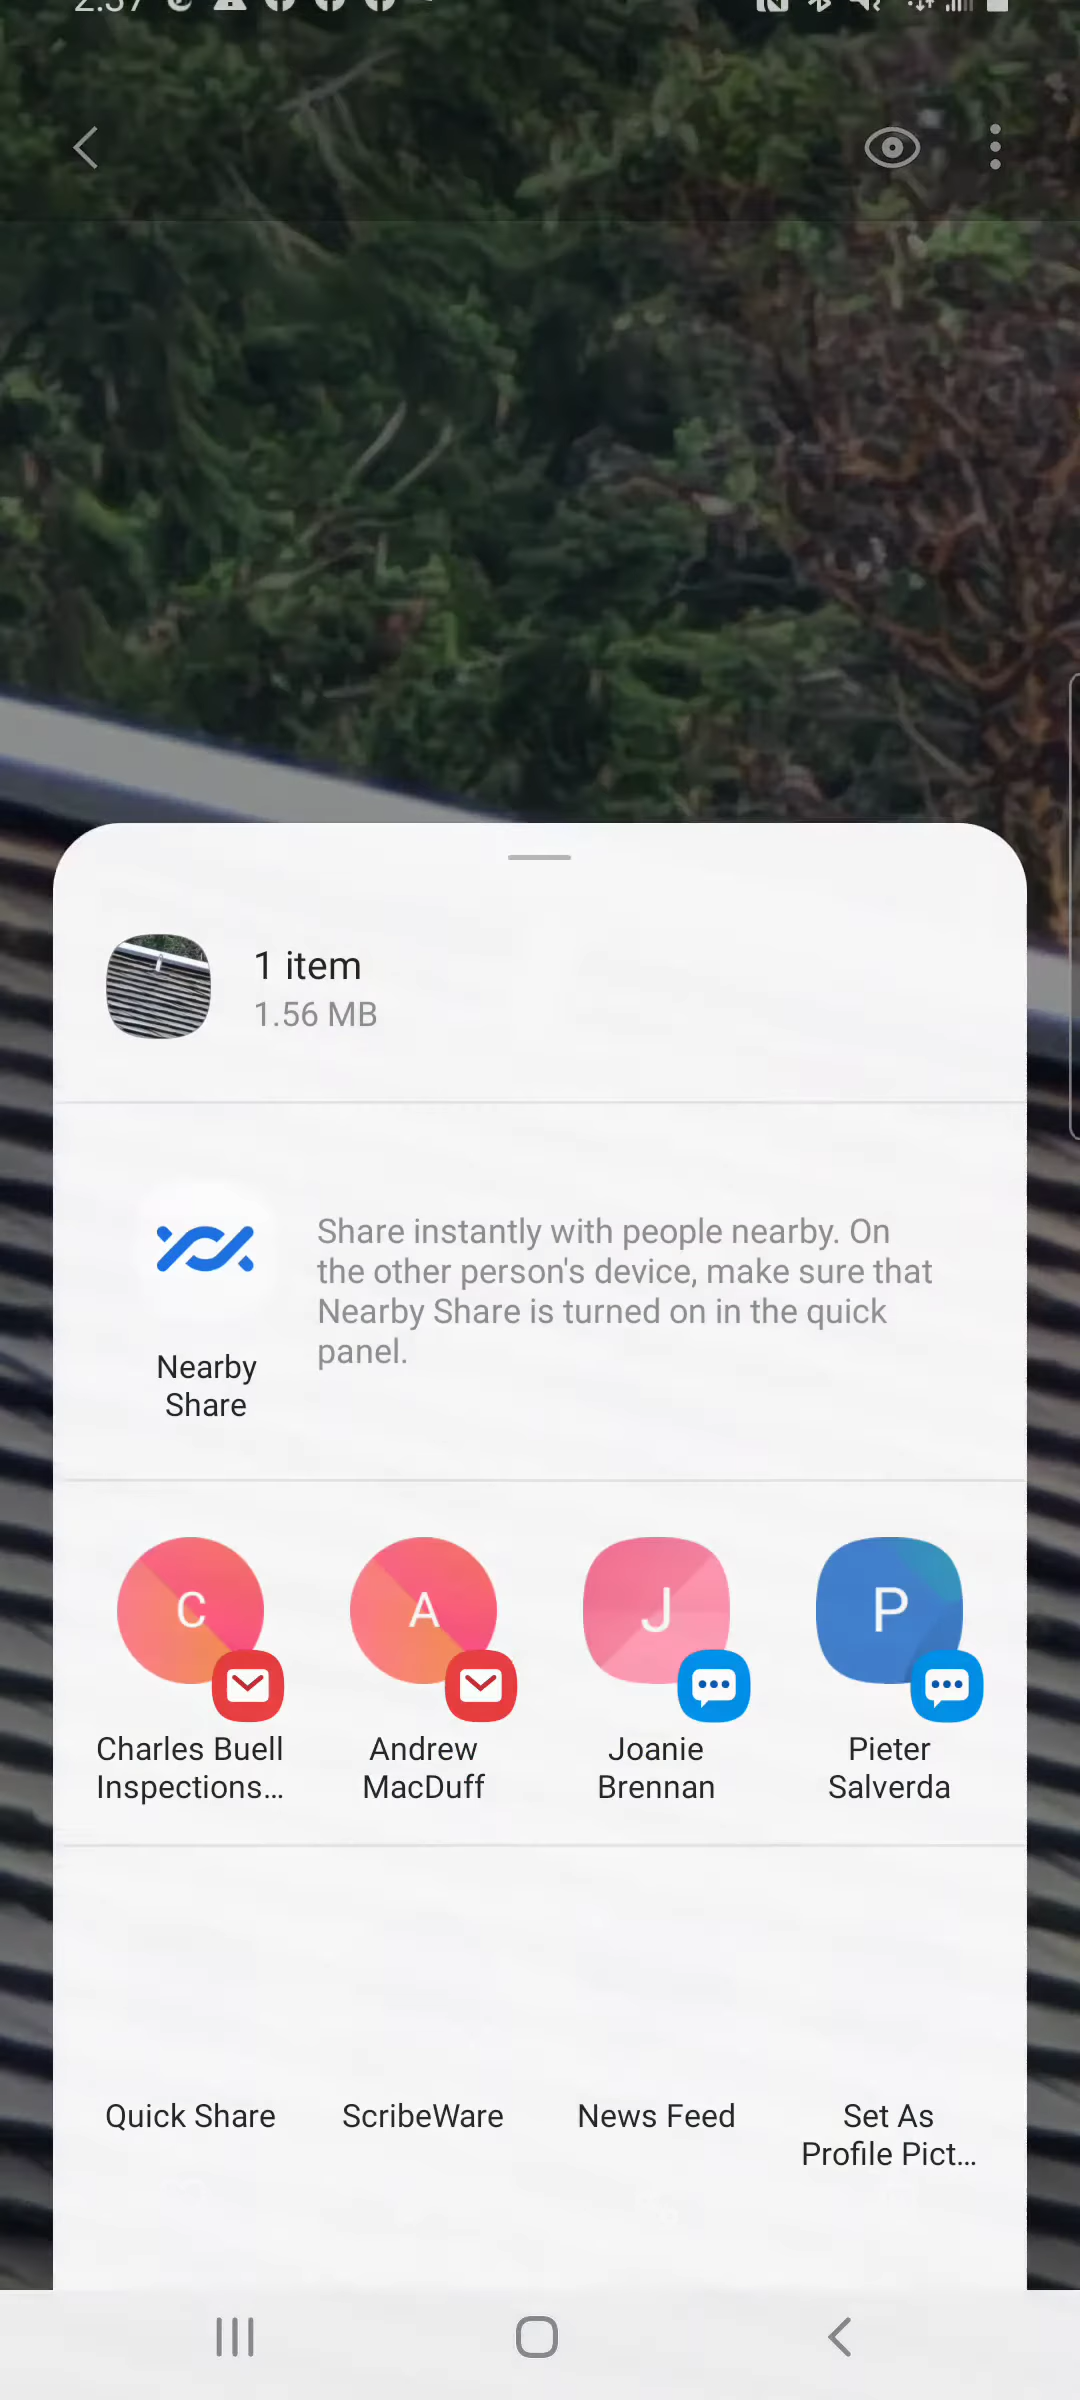 1 item
1.56 MB
Share instantly with people nearby. On
the other person's device, make sure that
Nearby Share is turned on in the quick
panel.
Nearby
Share
C
A
J
P
Charles Buell
Inspections...
Andrew
MacDuff
Joanie
Brennan
Pieter
Salverda
Quick Share
ScribeWare
News Feed
Set As
Profile Pict...